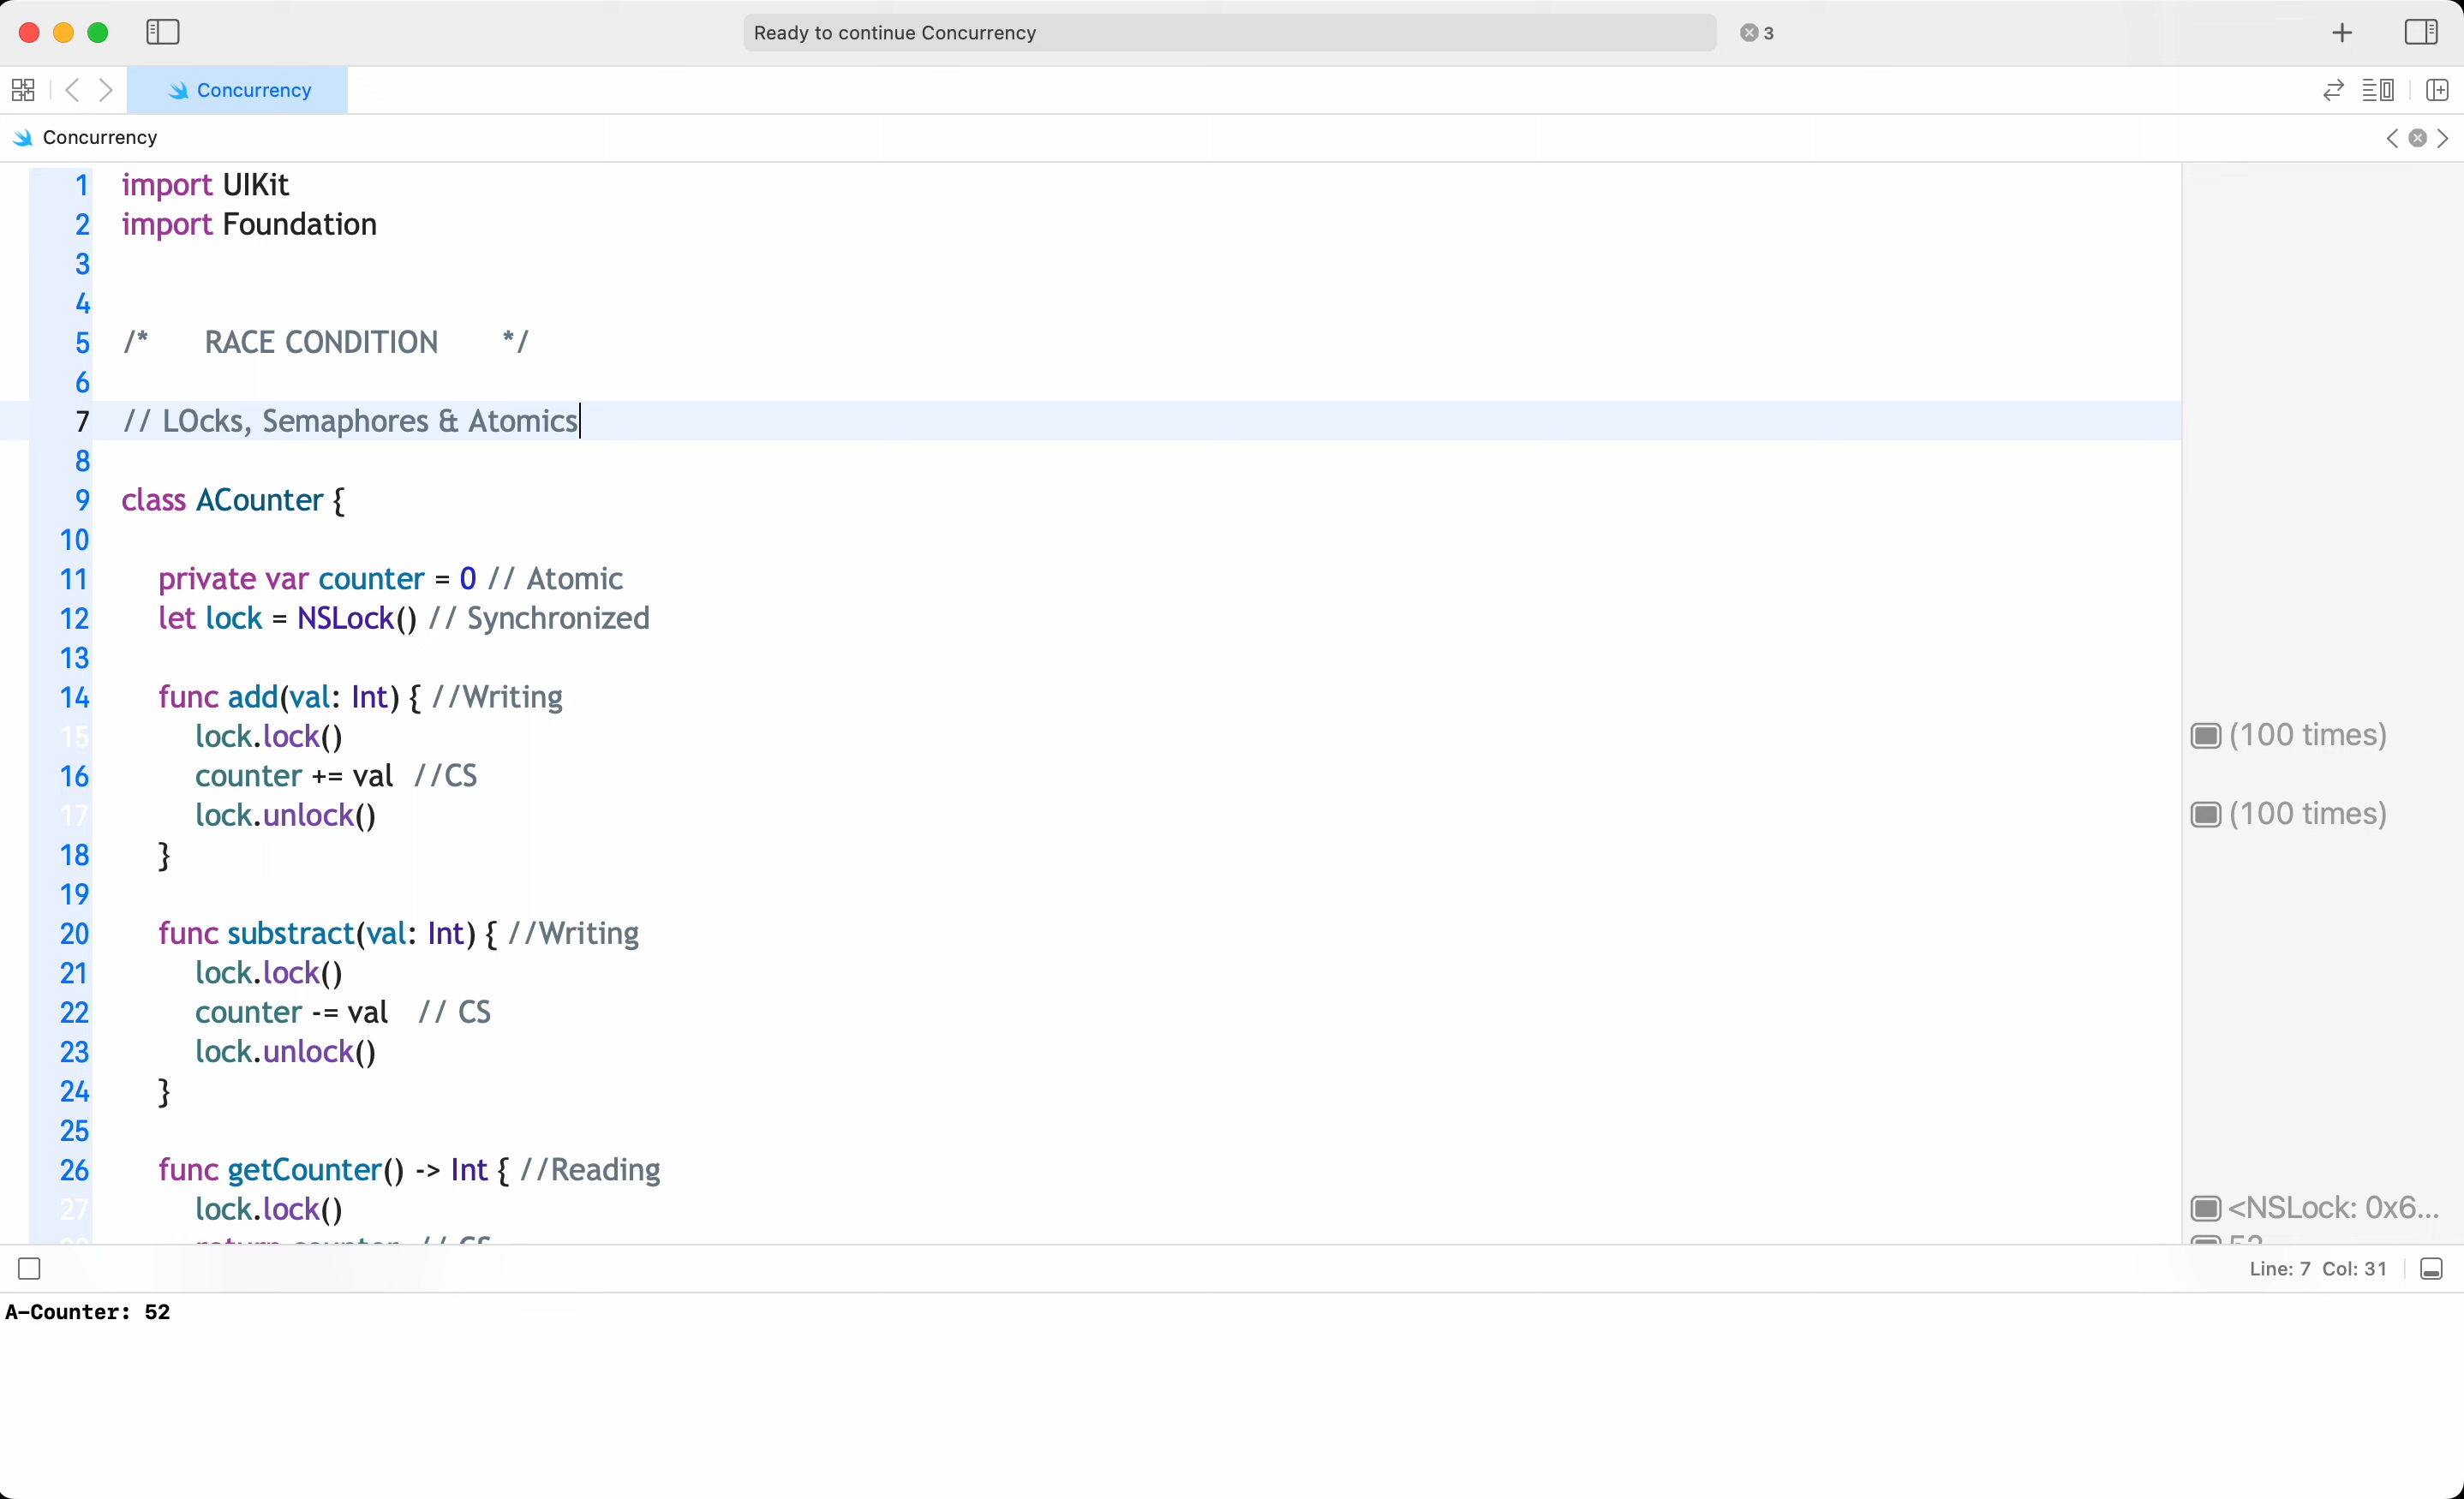 Ready to continue Concurrency
3
Concurrency
Concurrency
1 import UIKit
2 import Foundation
3
4
5 /* RACE CONDITION */
6
7 // LOcks, Semaphores & Atomics
8
9 class ACounter {
10
11 private var counter = 0 // Atomic
12 let lock = NSLock() // Synchronized
13
14 func add(val: Int) { //Writing
15 lock.lock() (100 times)
16 counter += val //CS
17 lock.unlock() (100 times)
18 }
19
20 func substract(val: Int) { //Writing
21 lock.lock()
22 counter -= val // CS
23 lock.unlock()
24 }
25
26 func getCounter() -> Int { //Reading
27 lock.lock() <NSLock: 0x6...
28 return counter // CS 52
Line: 7 Col: 31
A-Counter: 52